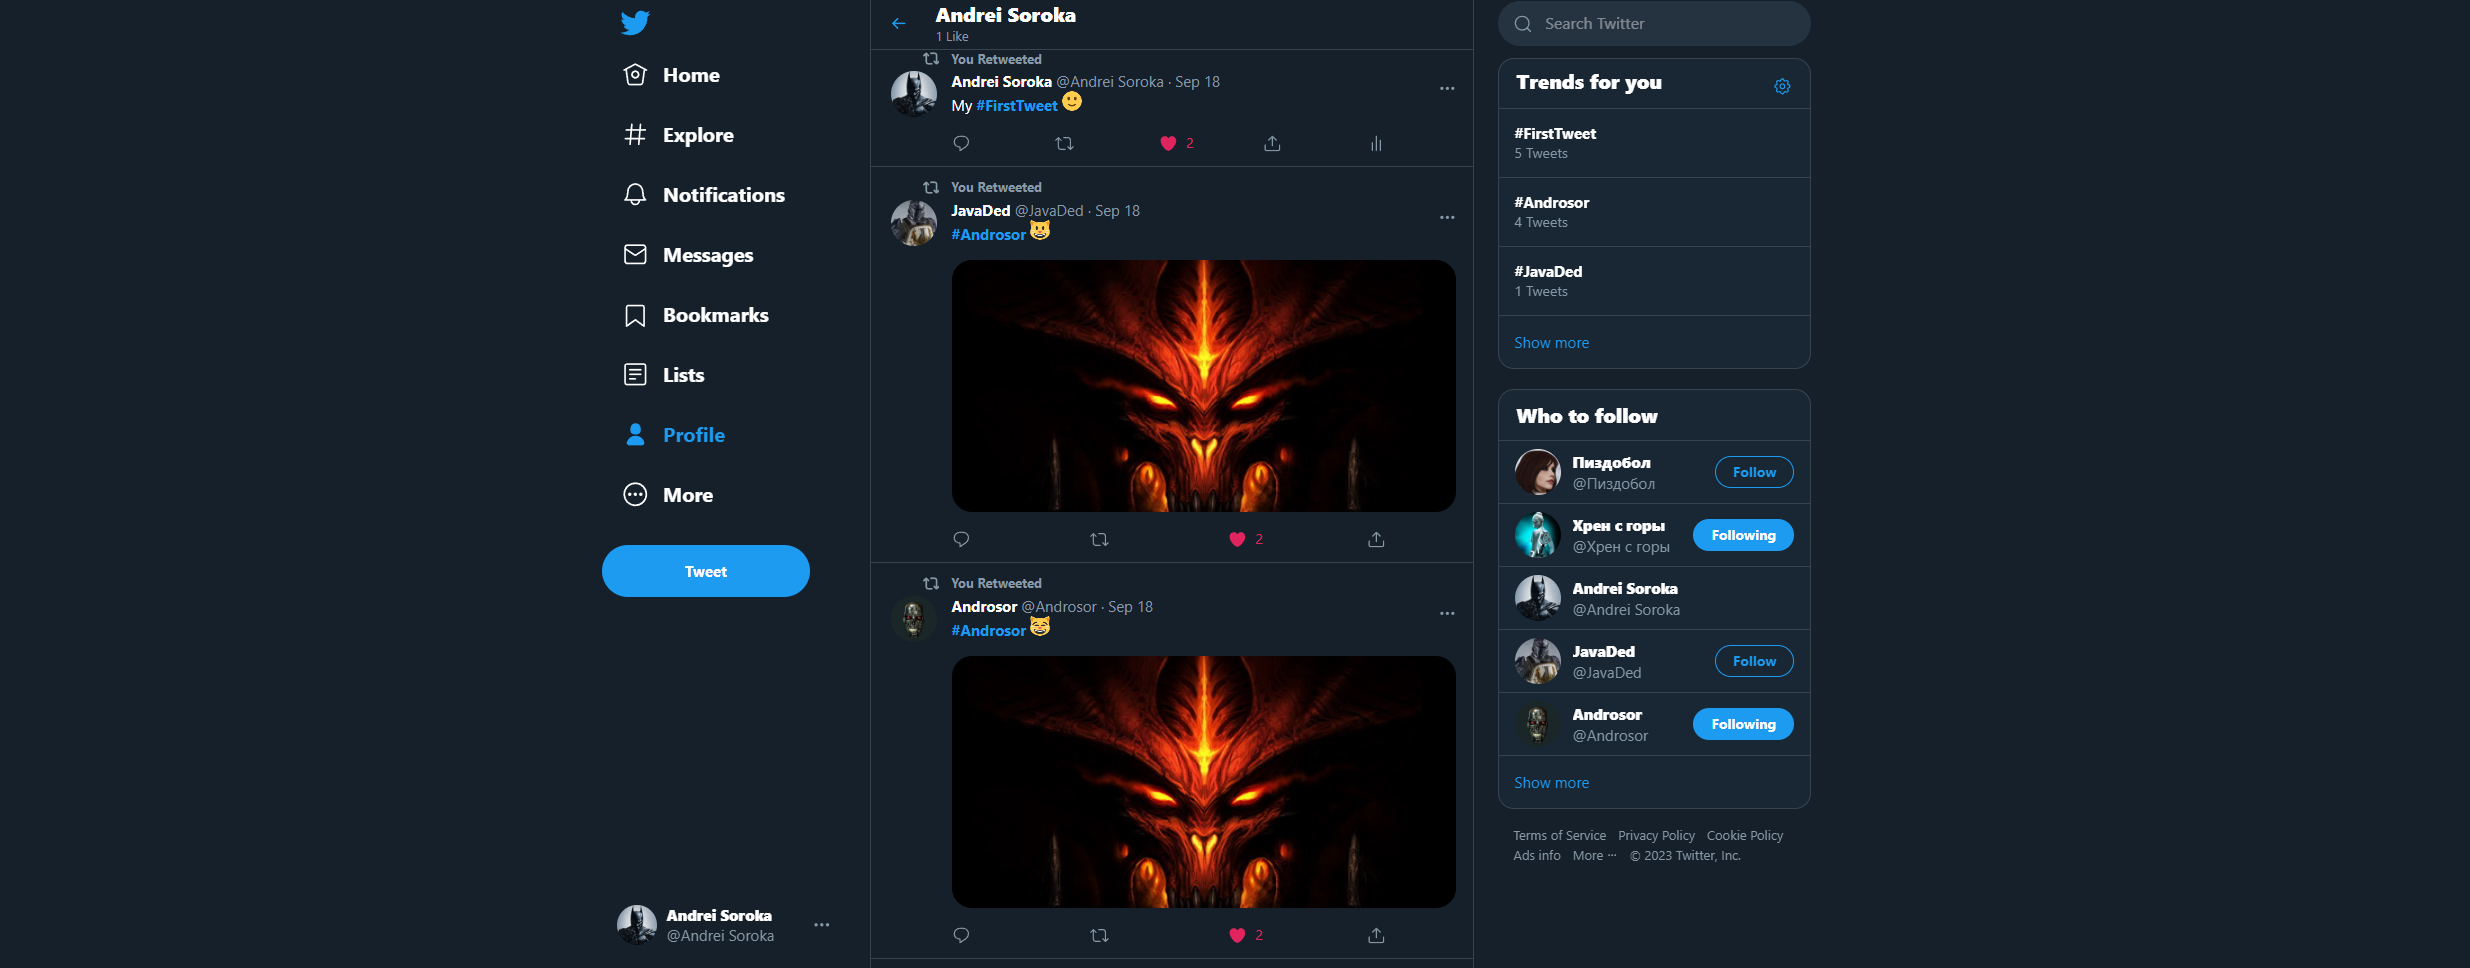 Home
Explore
Notifications
Messages
Bookmarks
Lists
Profile
More
Tweet
Andrei Soroka
@Andrei Soroka
Andrei Soroka
1 Like
You Retweeted
Andrei Soroka @Andrei Soroka · Sep 18
My #FirstTweet
2
You Retweeted
JavaDed @JavaDed · Sep 18
#Androsor
2
You Retweeted
Androsor @Androsor · Sep 18
#Androsor
2
Search Twitter
Trends for you
#FirstTweet
5 Tweets
#Androsor
4 Tweets
#JavaDed
1 Tweets
Show more
Who to follow
Пиздобол
@Пиздобол
Follow
Хрен с горы
@Хрен с горы
Following
Andrei Soroka
@Andrei Soroka
JavaDed
@JavaDed
Follow
Androsor
@Androsor
Following
Show more
Terms of Service Privacy Policy Cookie Policy
Ads info More ··· © 2023 Twitter, Inc.